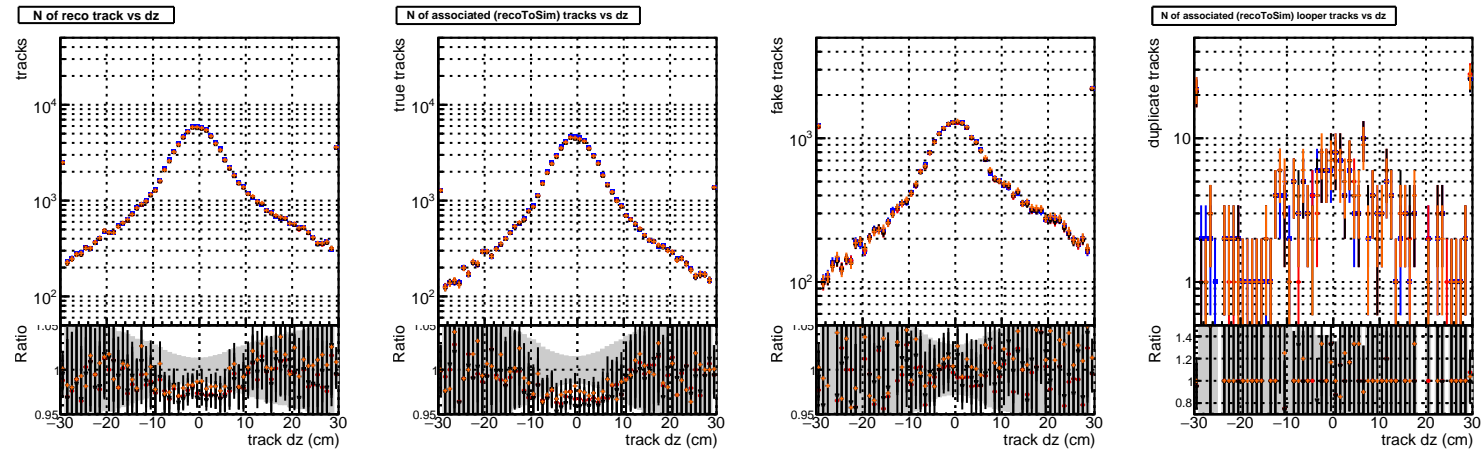 N of reco track vs dz
tracks
10⁴
10³
10²
Ratio
1.05
1
0.95
−30 −20 −10 0 10 20 30
track dz (cm)
N of associated (recoToSim) tracks vs dz
true tracks
10⁴
10³
10²
Ratio
1.05
1
0.95
−30 −20 −10 0 10 20 30
track dz (cm)
fake tracks
10³
10²
Ratio
1.05
1
0.95
−30 −20 −10 0 10 20 30
track dz (cm)
N of associated (recoToSim) looper tracks vs dz
duplicate tracks
10
1
Ratio
1.4
1.2
1
0.8
−30 −20 −10 0 10 20 30
track dz (cm)